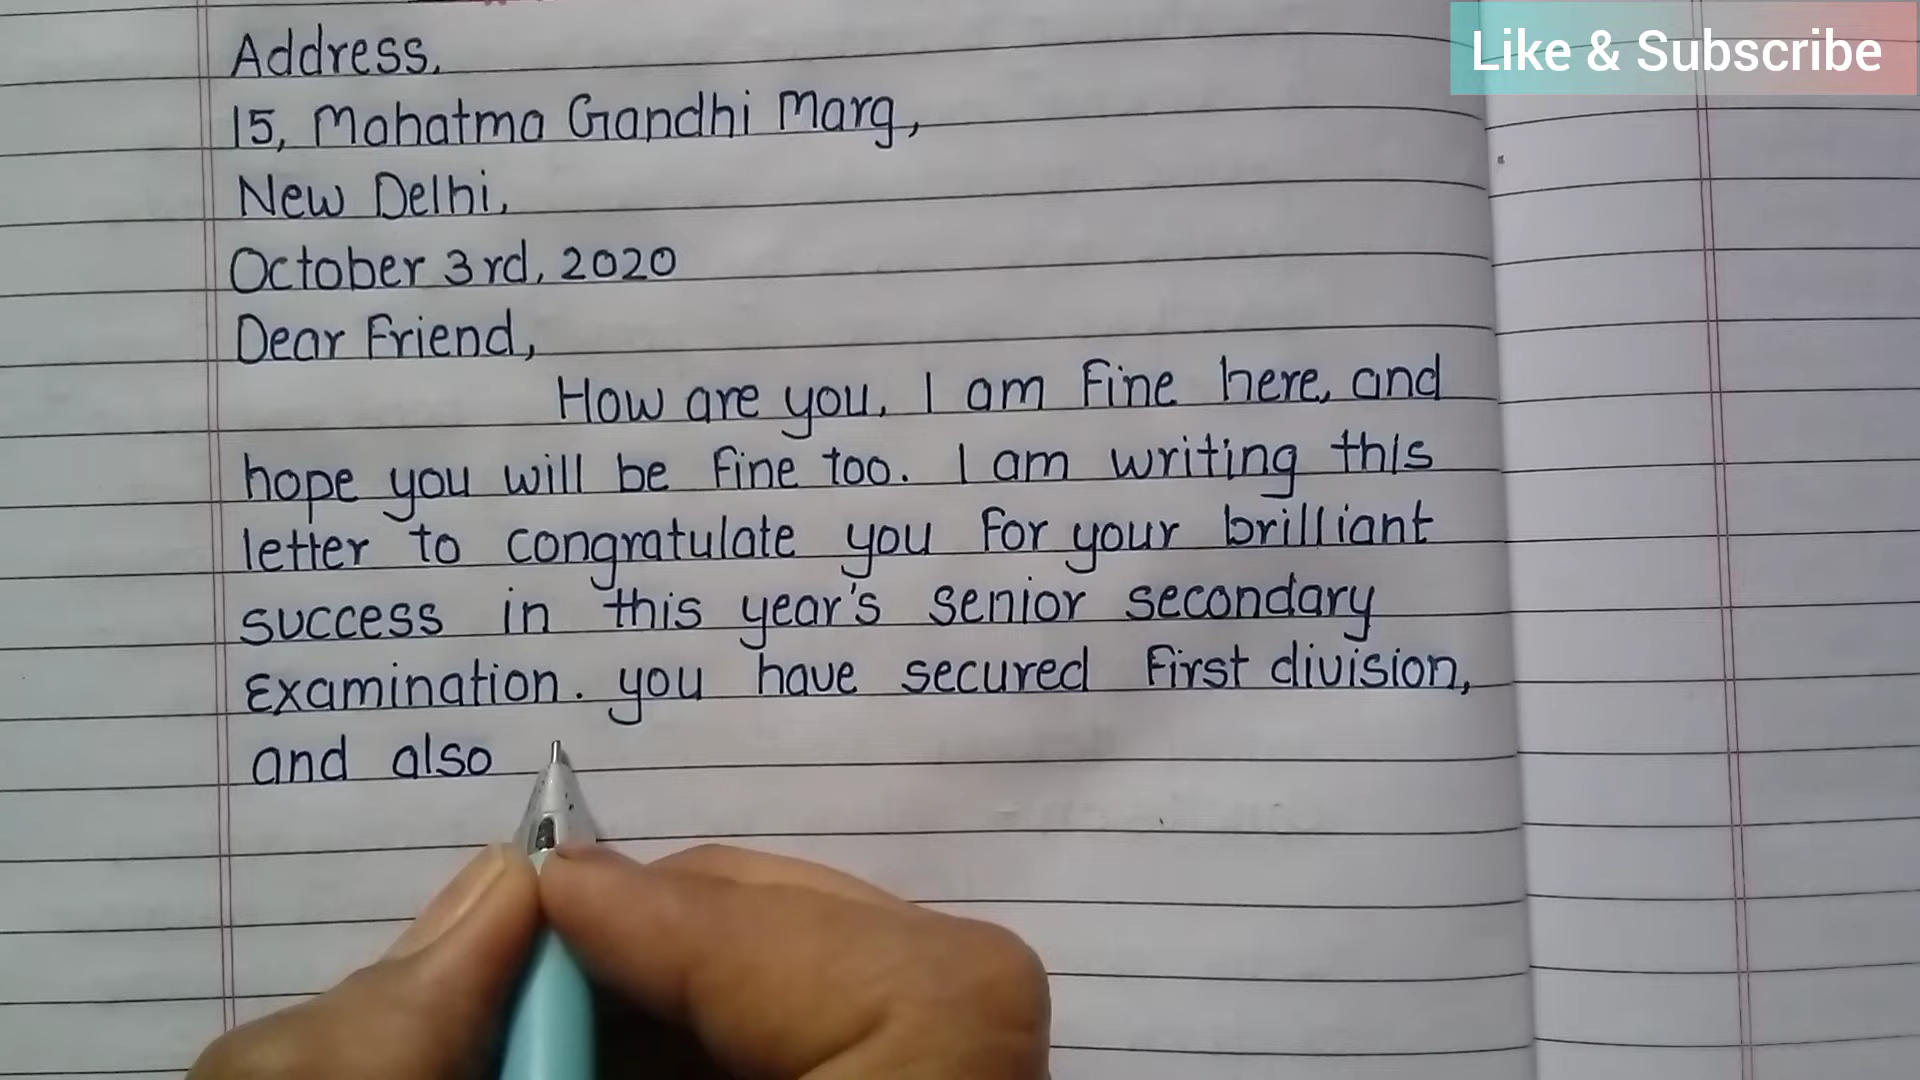 Like & Subscribe
Address,
15, Mahatma Gandhi Marg,
New Delhi,
October 3rd, 2020
Dear Friend,
How are you, I am Fine here, and
hope you will be Fine too. I am writing this
letter to congratulate you For your brilliant
success in this year's senior secondary
Examination. you have secured First division,
and also